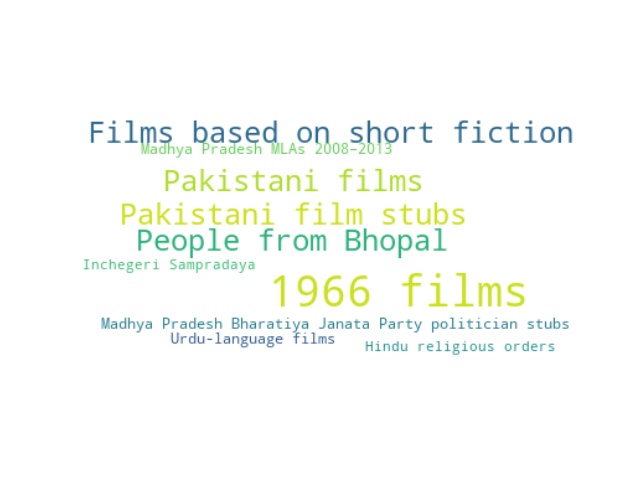 Films based on short fiction
Madhya Pradesh MLAs 2008–2013
Pakistani films
Pakistani film stubs
People from Bhopal
Inchegeri Sampradaya
1966 films
Madhya Pradesh Bharatiya Janata Party politician stubs
Urdu-language films
Hindu religious orders